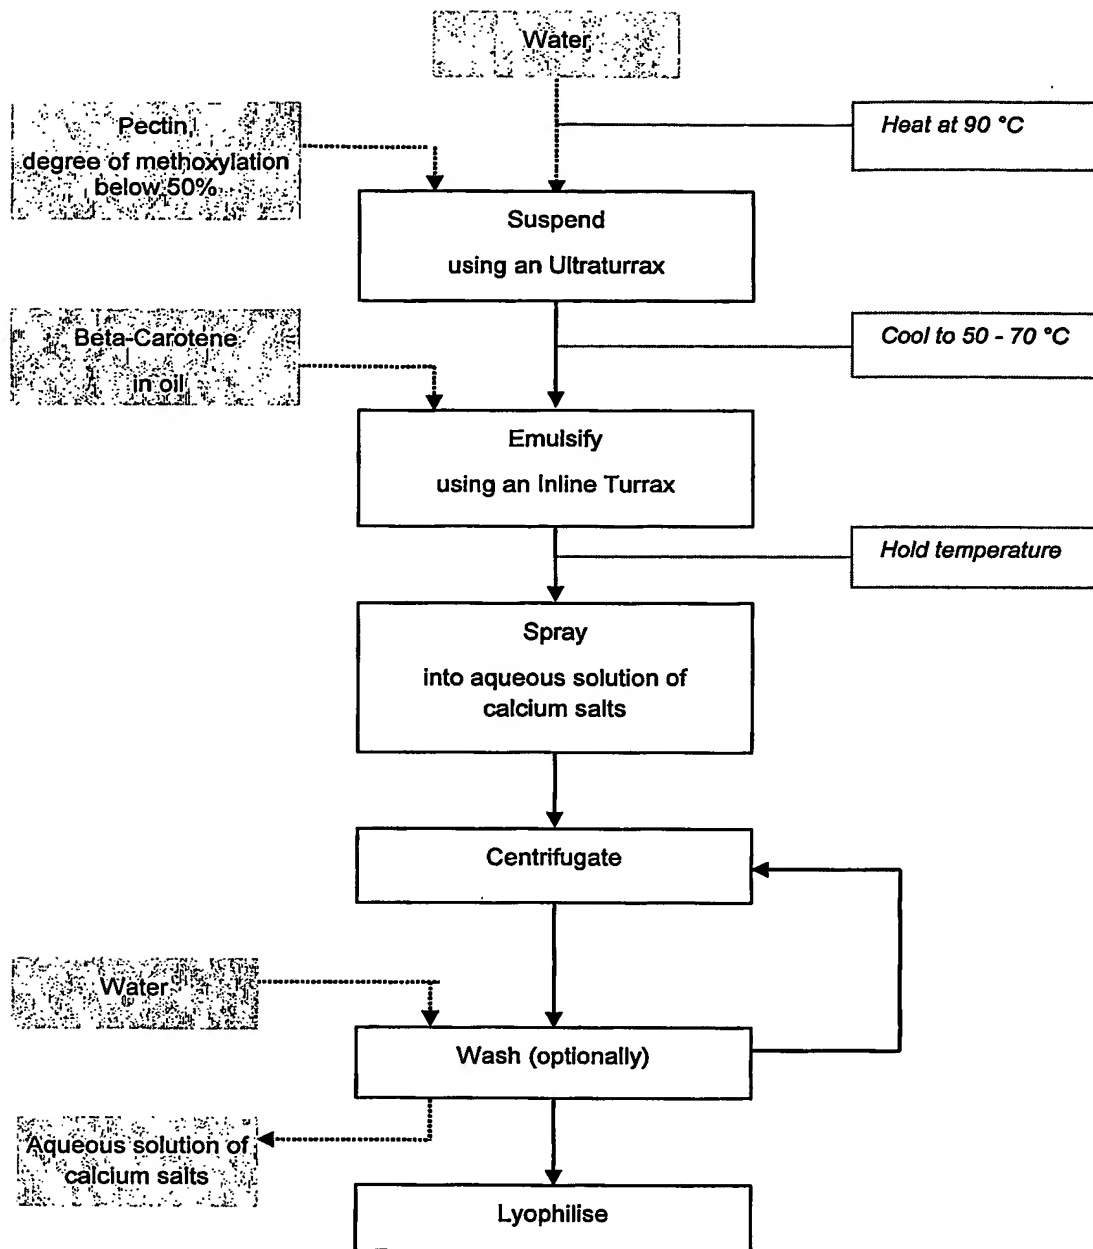 Water
Heat at 90 °C
Pectin,
degree of methoxylation
below 50%
Suspend
using an Ultraturrax
Beta-Carotene
in oil
Cool to 50 - 70 °C
Emulsify
using an Inline Turrax
Hold temperature
Spray
into aqueous solution of
calcium salts
Centrifugate
Water
Wash (optionally)
Aqueous solution of
calcium salts
Lyophilise